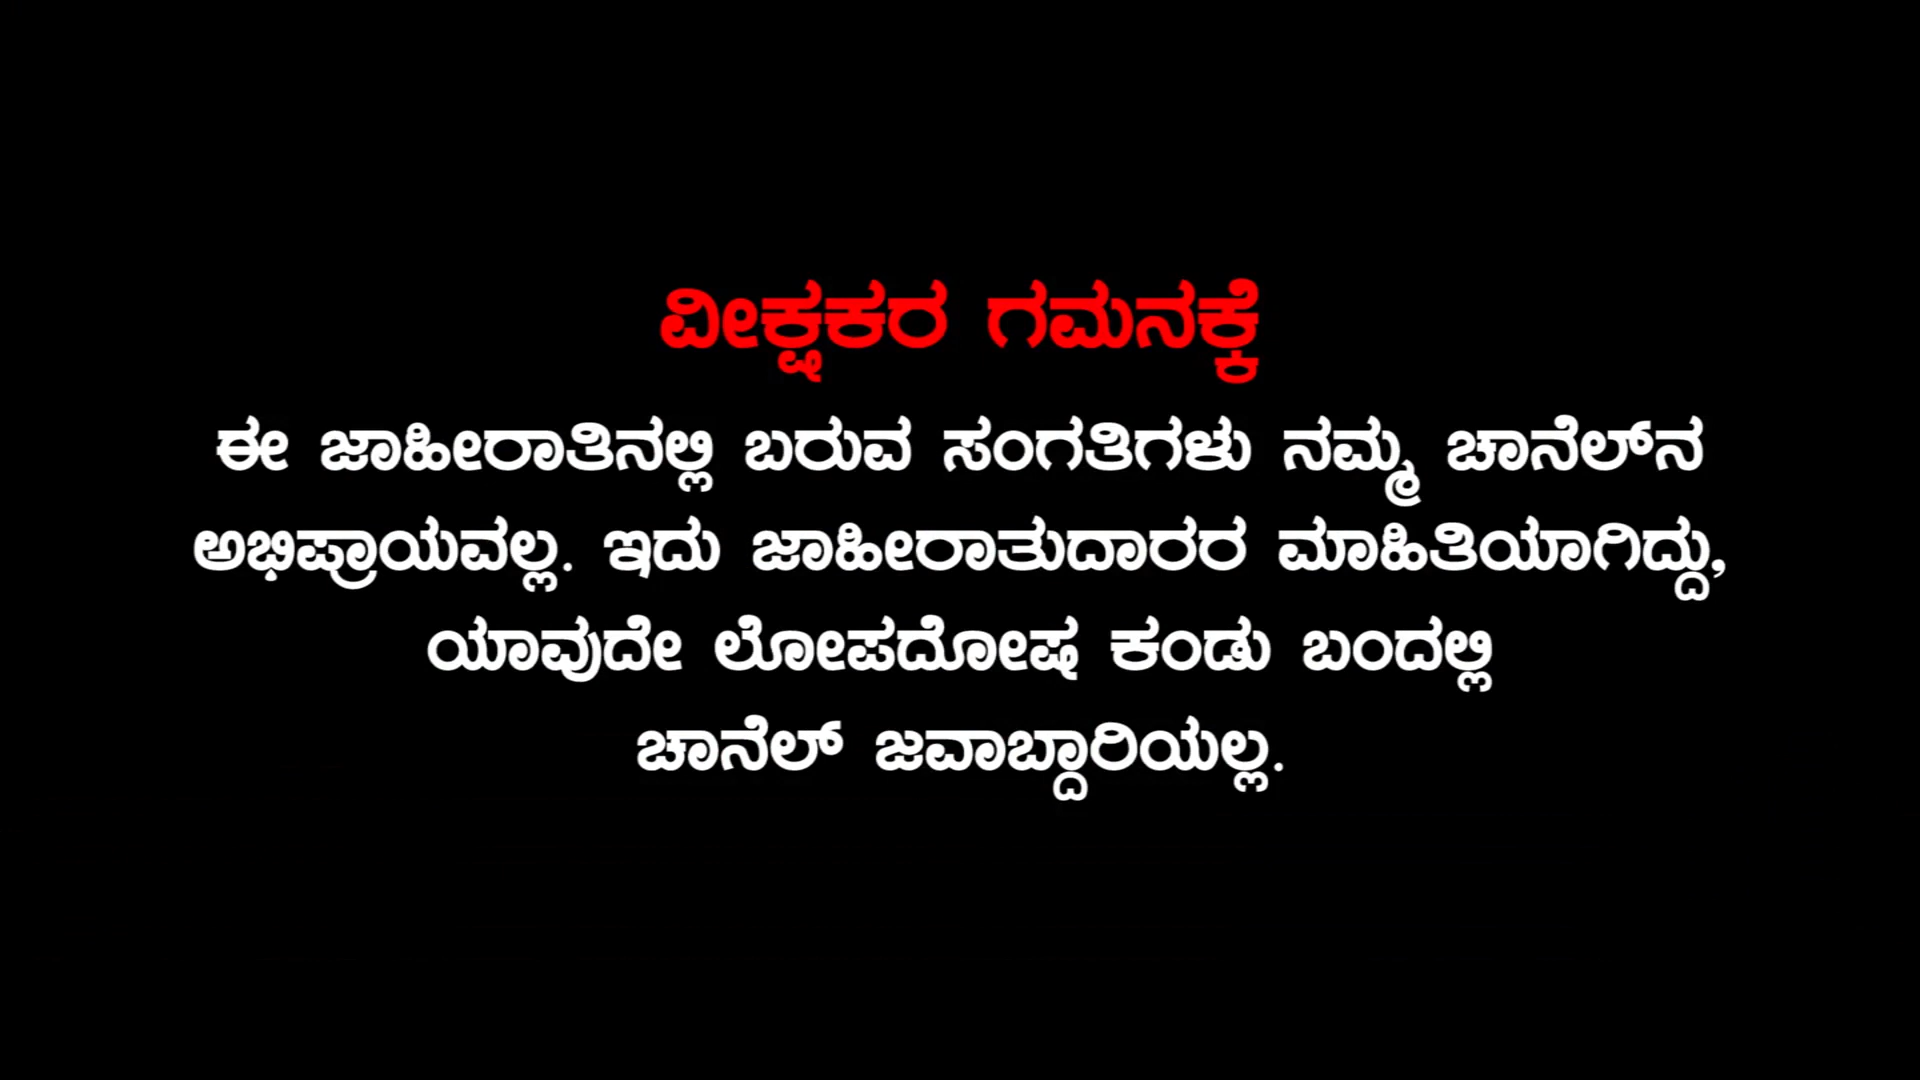 ವೀಕ್ಷಕರ ಗಮನಕ್ಕೆ
ಈ ಜಾಹೀರಾತಿನಲ್ಲಿ ಬರುವ ಸಂಗತಿಗಳು ನಮ್ಮ ಚಾನೆಲ್‌ನ
ಅಭಿಪ್ರಾಯವಲ್ಲ. ಇದು ಜಾಹೀರಾತುದಾರರ ಮಾಹಿತಿಯಾಗಿದ್ದು,
ಯಾವುದೇ ಲೋಪದೋಷ ಕಂಡು ಬಂದಲ್ಲಿ
ಚಾನೆಲ್ ಜವಾಬ್ದಾರಿಯಲ್ಲ.